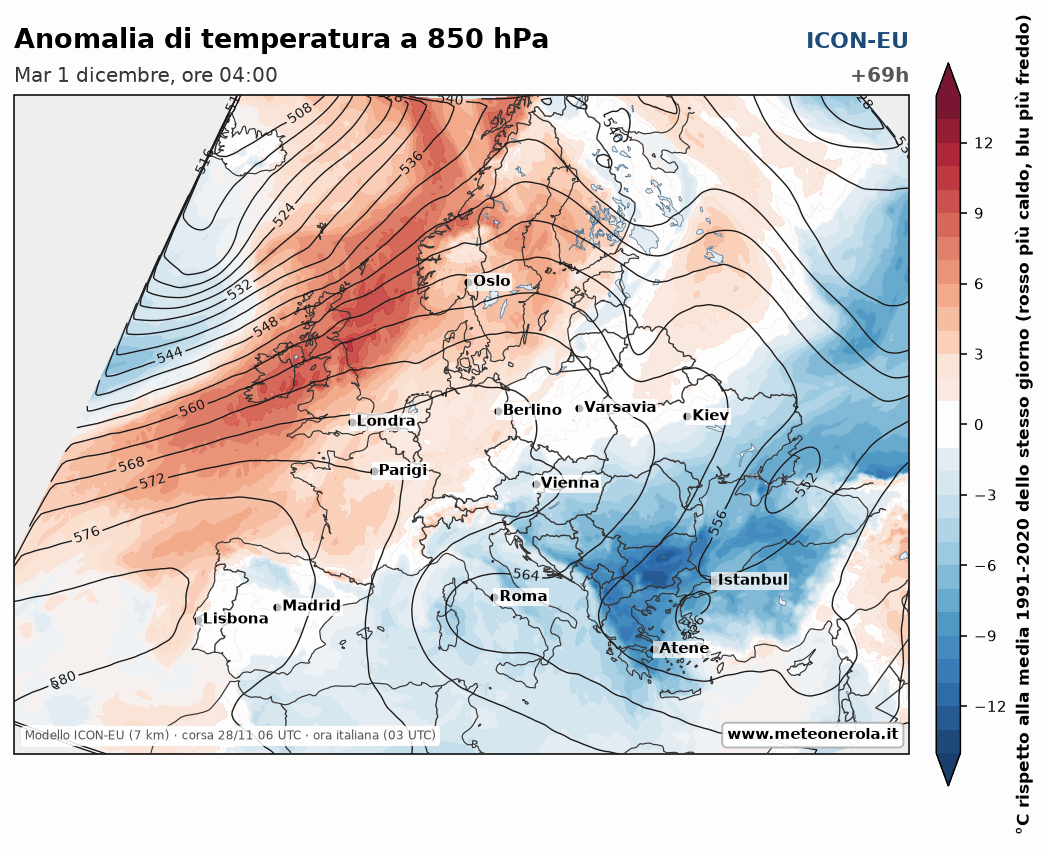 Anomalia di temperatura a 850 hPa
ICON-EU
Mar 1 dicembre, ore 04:00
+69h
508
540
536
540
516
524
532
548
544
560
568
572
576
580
564
556
552
Oslo
Londra
Berlino
Varsavia
Kiev
Parigi
Vienna
Istanbul
Roma
Madrid
Lisbona
Atene
Modello ICON-EU (7 km) · corsa 28/11 06 UTC · ora italiana (03 UTC)
www.meteonerola.it
12
9
6
3
0
−3
−6
−9
−12
°C rispetto alla media 1991-2020 dello stesso giorno (rosso più caldo, blu più freddo)